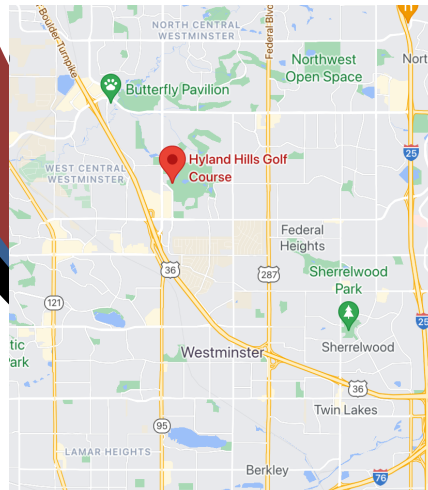 NORTH CENTRAL
WESTMINSTER
Boulder-Turnpike
Federal Blvd
Northwest
Open Space
Nort
Butterfly Pavilion
25
Hyland Hills Golf
Course
WEST CENTRAL
WESTMINSTER
Federal
Heights
36
287
Sherrelwood
Park
121
25
tic
Park
Westminster
Sherrelwood
36
Twin Lakes
95
LAMAR HEIGHTS
Berkley
76